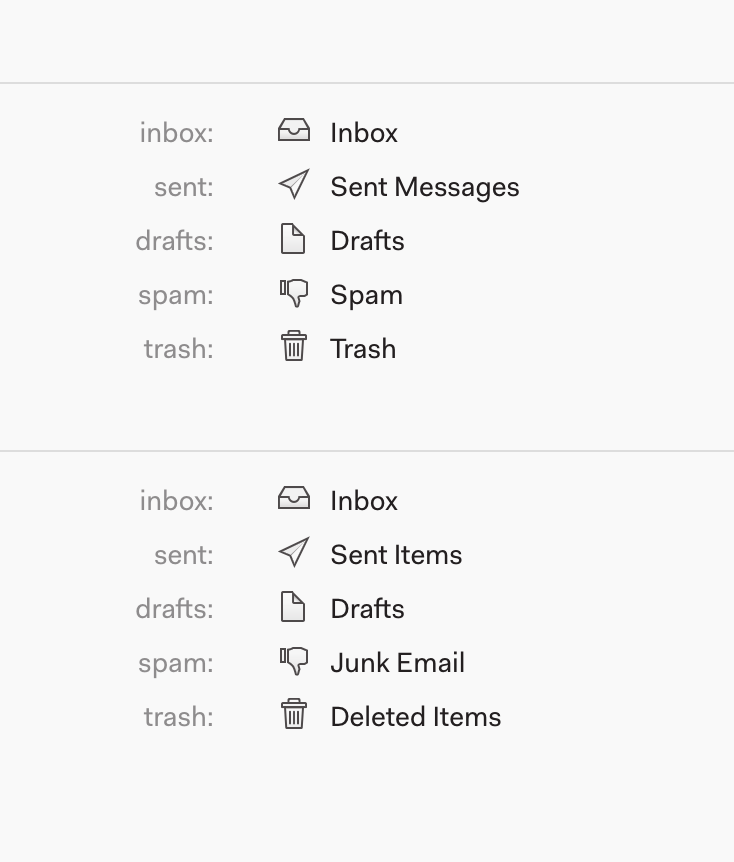 inbox: Inbox
sent: Sent Messages
drafts: Drafts
spam: Spam
trash: Trash
inbox: Inbox
sent: Sent Items
drafts: Drafts
spam: Junk Email
trash: Deleted Items